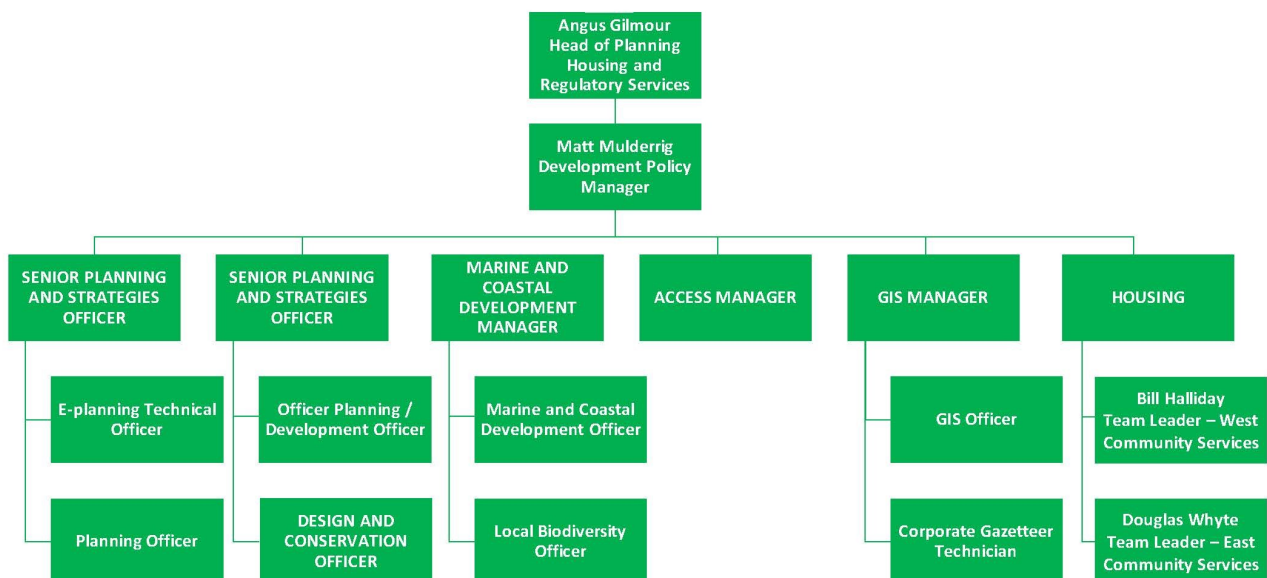 Angus Gilmour
Head of Planning
Housing and
Regulatory Services
Matt Mulderrig
Development Policy
Manager
SENIOR PLANNING
AND STRATEGIES
OFFICER
SENIOR PLANNING
AND STRATEGIES
OFFICER
MARINE AND
COASTAL
DEVELOPMENT
MANAGER
ACCESS MANAGER
GIS MANAGER
HOUSING
E-planning Technical
Officer
Officer Planning /
Development Officer
Marine and Coastal
Development Officer
GIS Officer
Bill Halliday
Team Leader – West
Community Services
Planning Officer
DESIGN AND
CONSERVATION
OFFICER
Local Biodiversity
Officer
Corporate Gazetteer
Technician
Douglas Whyte
Team Leader – East
Community Services